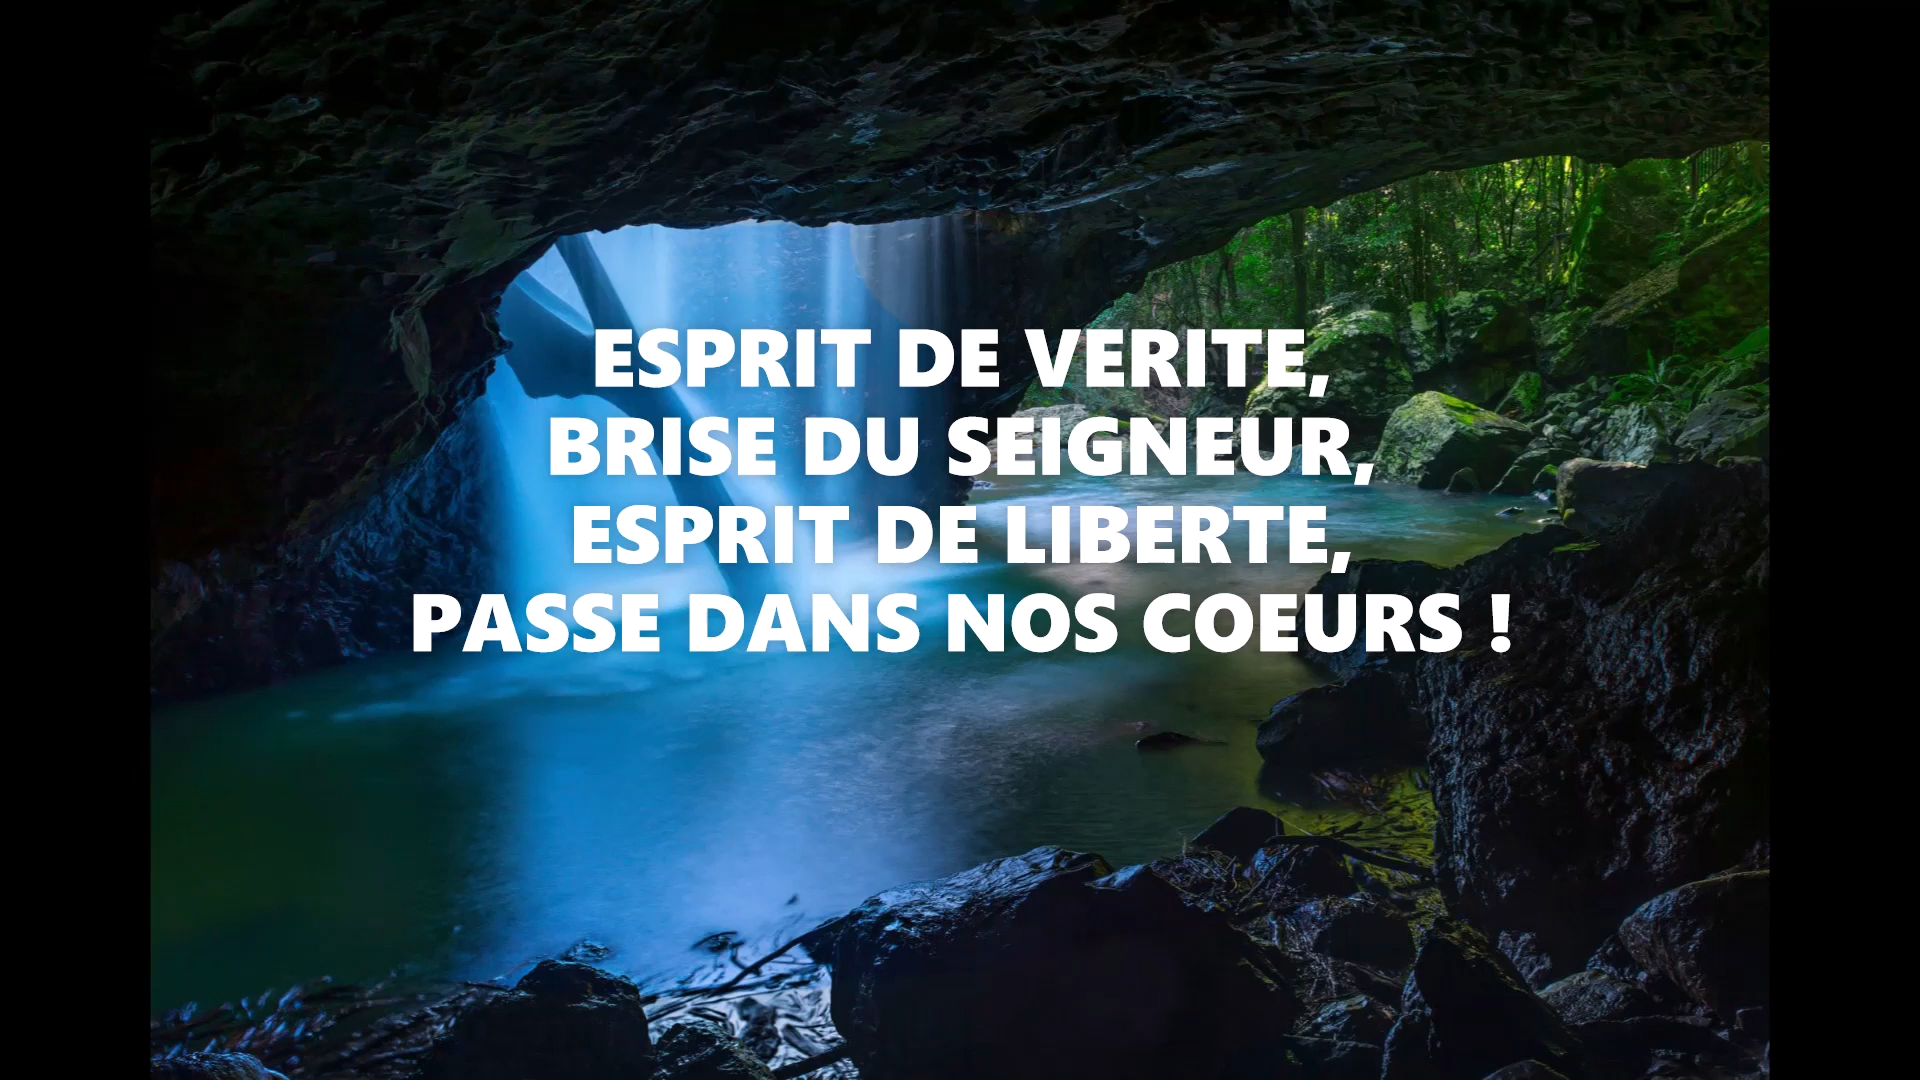 ESPRIT DE VERITE,
BRISE DU SEIGNEUR,
ESPRIT DE LIBERTE,
PASSE DANS NOS COEURS !